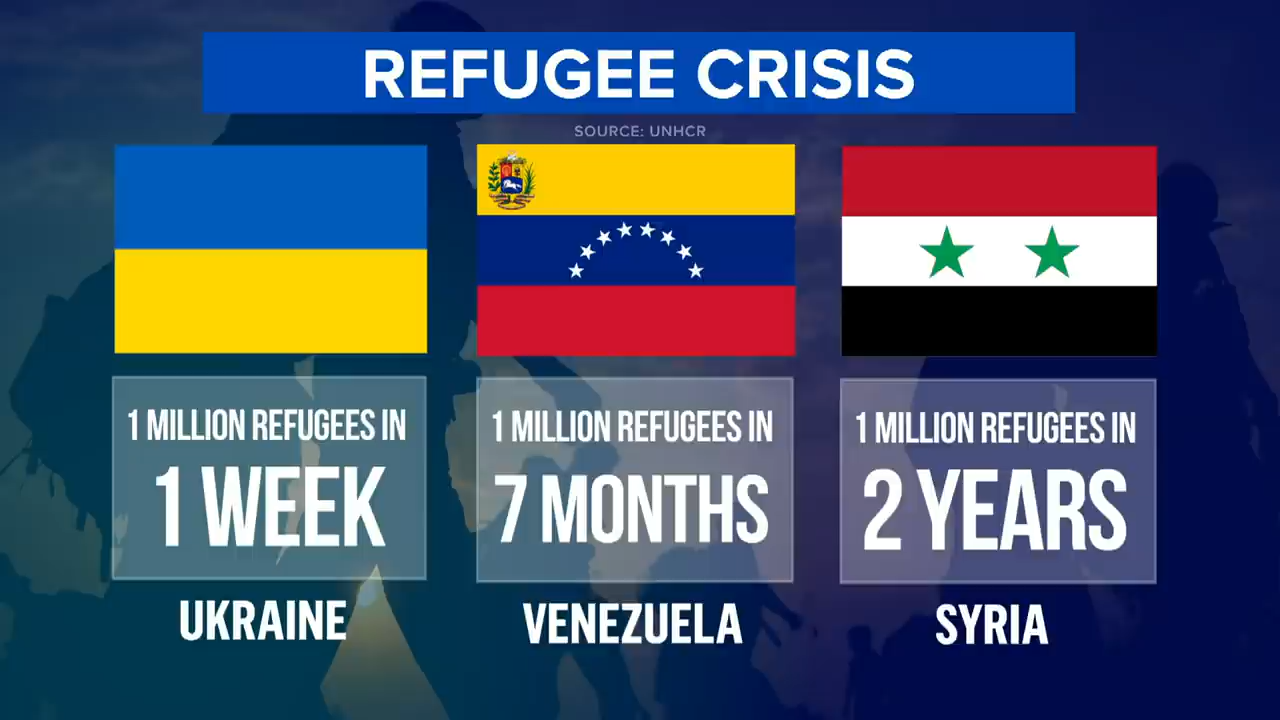 REFUGEE CRISIS
SOURCE: UNHCR
1 MILLION REFUGEES IN
1 WEEK
UKRAINE
1 MILLION REFUGEES IN
7 MONTHS
VENEZUELA
1 MILLION REFUGEES IN
2 YEARS
SYRIA